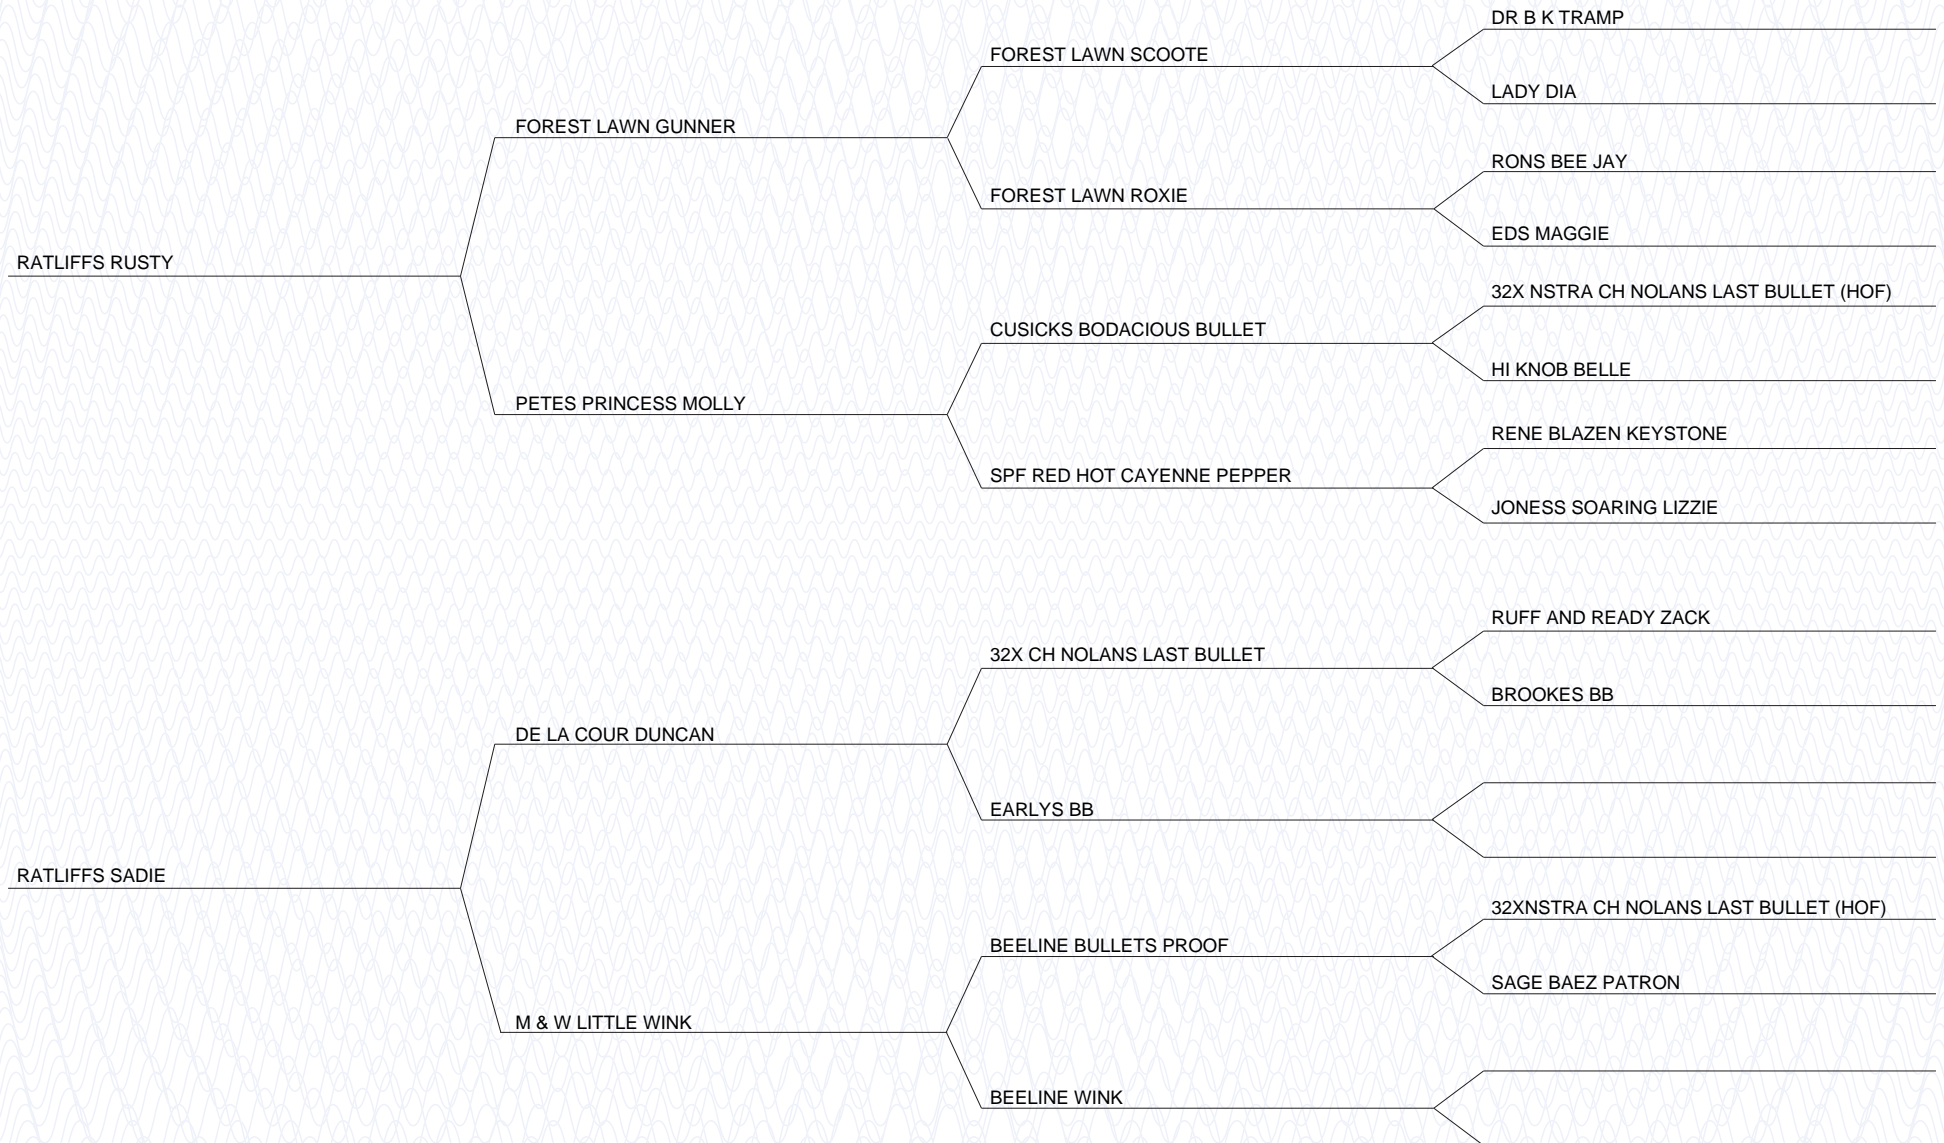 DR B K TRAMP
FOREST LAWN SCOOTE
LADY DIA
FOREST LAWN GUNNER
RONS BEE JAY
FOREST LAWN ROXIE
EDS MAGGIE
RATLIFFS RUSTY
32X NSTRA CH NOLANS LAST BULLET (HOF)
CUSICKS BODACIOUS BULLET
HI KNOB BELLE
PETES PRINCESS MOLLY
RENE BLAZEN KEYSTONE
SPF RED HOT CAYENNE PEPPER
JONESS SOARING LIZZIE
RUFF AND READY ZACK
32X CH NOLANS LAST BULLET
BROOKES BB
DE LA COUR DUNCAN
EARLYS BB
RATLIFFS SADIE
32XNSTRA CH NOLANS LAST BULLET (HOF)
BEELINE BULLETS PROOF
SAGE BAEZ PATRON
M & W LITTLE WINK
BEELINE WINK